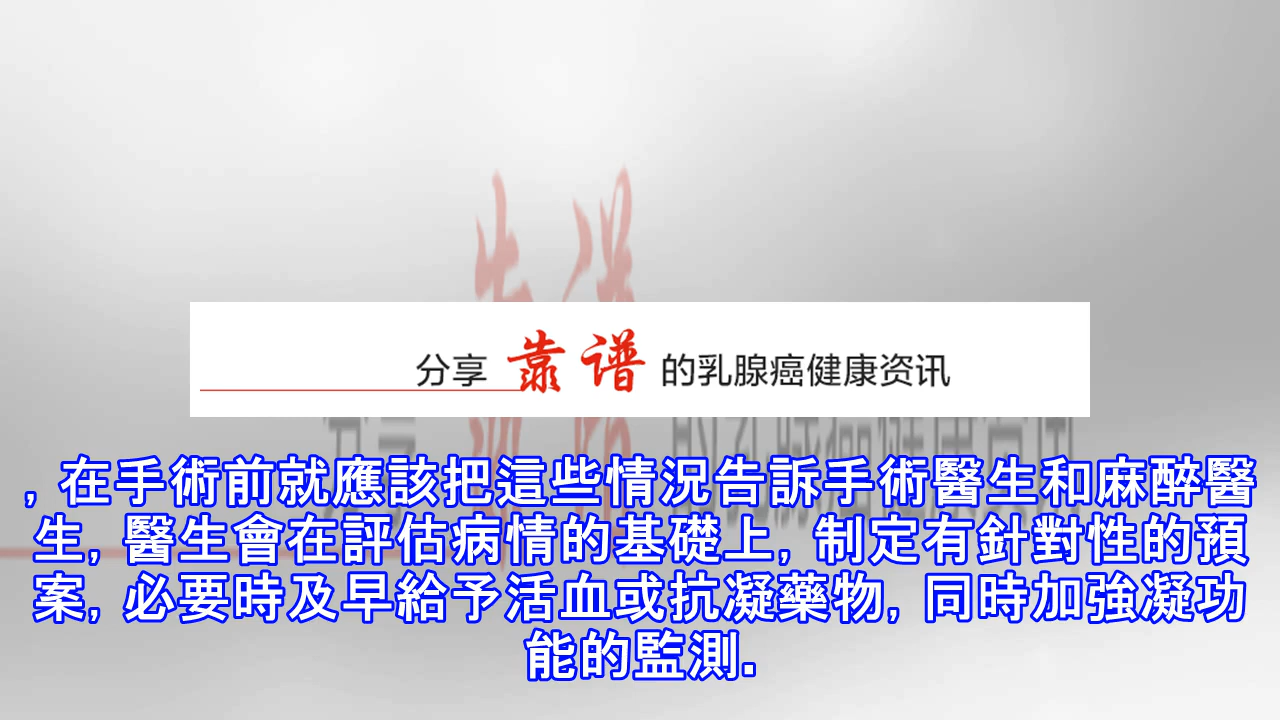 分享靠谱的乳腺癌健康资讯
, 在手術前就應該把這些情況告訴手術醫生和麻醉醫
生, 醫生會在評估病情的基礎上, 制定有針對性的預
案, 必要時及早給予活血或抗凝藥物, 同時加強凝功
能的監測.